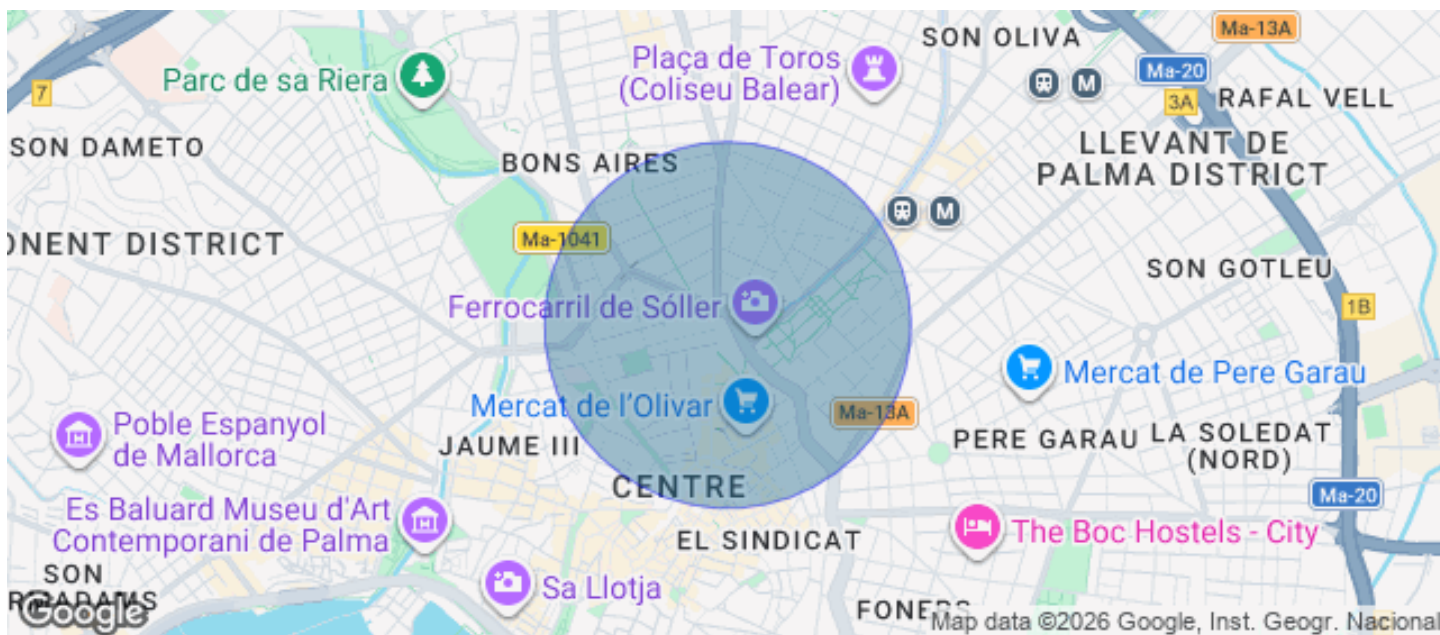 Ma-13A
SON OLIVA
Plaça de Toros
(Coliseu Balear)
Ma-20
M
Parc de sa Riera
7
3A
RAFAL VELL
SON DAMETO
BONS AIRES
LLEVANT DE
PALMA DISTRICT
M
Ma-1041
ONENT DISTRICT
SON GOTLEU
Ferrocarril de Sóller
1B
Mercat de Pere Garau
Mercat de l'Olivar
Ma-13A
Poble Espanyol
de Mallorca
JAUME III
PERE GARAU
LA SOLEDAT
(NORD)
CENTRE
Ma-20
Es Baluard Museu d'Art
Contemporani de Palma
The Boc Hostels - City
EL SINDICAT
SON
Sa Llotja
Google
FONERS
Map data ©2026 Google, Inst. Geogr. Nacional